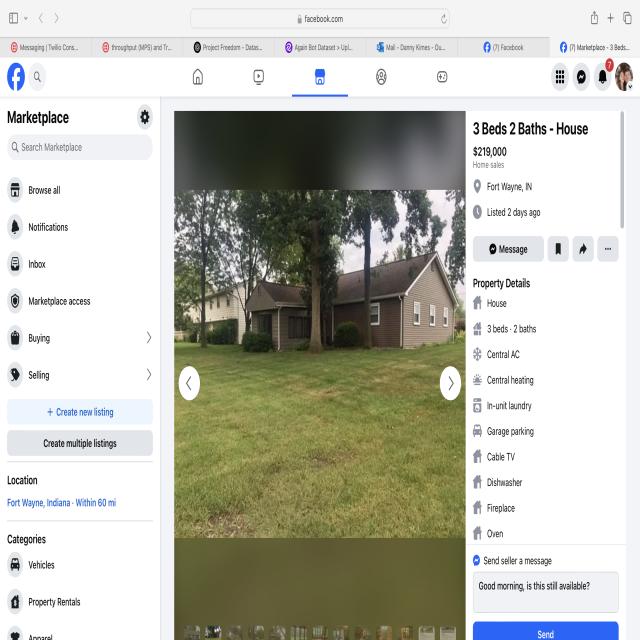 facebook.com
Messaging | Twilio Cons...
throughput (MPS) and Tr...
Project Freedom - Datas...
Again Bot Dataset > Upl...
Mail - Danny Kimes - Ou...
(7) Facebook
(7) Marketplace - 3 Beds...
7
Marketplace
Search Marketplace
Browse all
Notifications
Inbox
Marketplace access
Buying
Selling
+ Create new listing
Create multiple listings
Location
Fort Wayne, Indiana · Within 60 mi
Categories
Vehicles
Property Rentals
Apparel
3 Beds 2 Baths - House
$219,000
Home sales
Fort Wayne, IN
Listed 2 days ago
Message
Property Details
House
3 beds · 2 baths
Central AC
Central heating
In-unit laundry
Garage parking
Cable TV
Dishwasher
Fireplace
Oven
Send seller a message
Good morning, is this still available?
Send